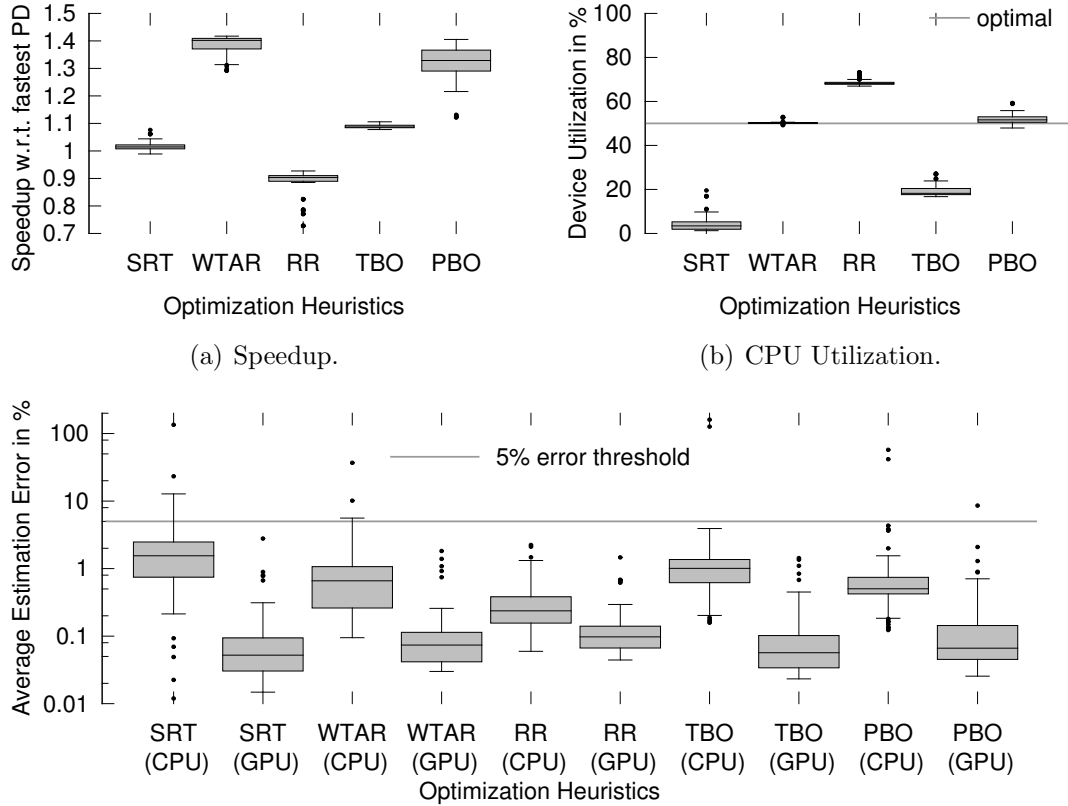 Speedup w.r.t. fastest PD
1.5
1.4
1.3
1.2
1.1
1
0.9
0.8
0.7
SRT WTAR RR TBO PBO
Optimization Heuristics
(a) Speedup.
Device Utilization in %
100
80
60
40
20
0
optimal
SRT WTAR RR TBO PBO
Optimization Heuristics
(b) CPU Utilization.
Average Estimation Error in %
100
10
1
0.1
0.01
5% error threshold
SRT SRT WTAR WTAR RR RR TBO TBO PBO PBO
(CPU) (GPU) (CPU) (GPU) (CPU) (GPU) (CPU) (GPU) (CPU) (GPU)
Optimization Heuristics